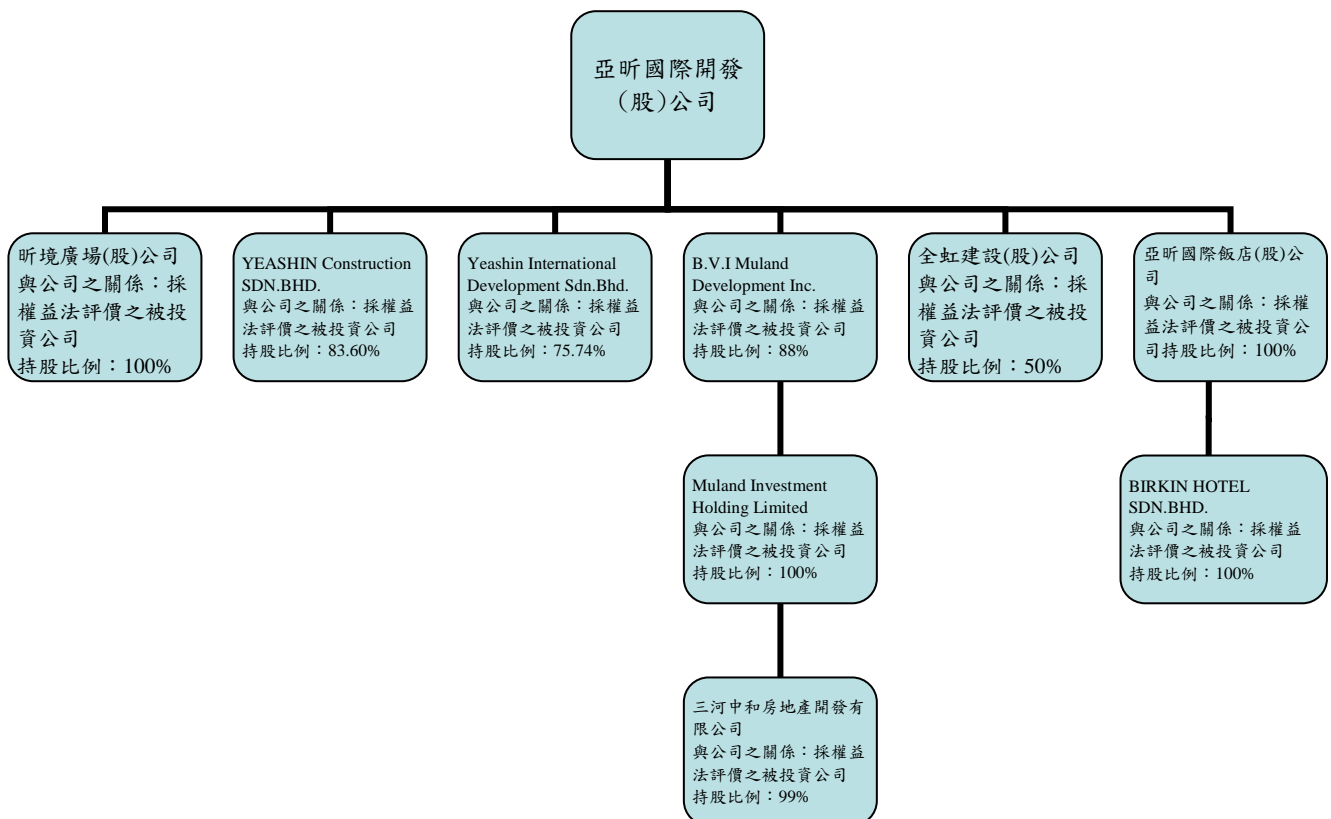 亞昕國際開發
(股)公司
昕境廣場(股)公司
與公司之關係：採
權益法評價之被投
資公司
持股比例：100%
YEASHIN Construction
SDN.BHD.
與公司之關係：採權益
法評價之被投資公司
持股比例：83.60%
Yeashin International
Development Sdn.Bhd.
與公司之關係：採權益
法評價之被投資公司
持股比例：75.74%
B.V.I Muland
Development Inc.
與公司之關係：採權益
法評價之被投資公司
持股比例：88%
全虹建設(股)公司
與公司之關係：採
權益法評價之被投
資公司
持股比例：50%
亞昕國際飯店(股)公
司
與公司之關係：採權
益法評價之被投資公
司持股比例：100%
Muland Investment
Holding Limited
與公司之關係：採權益
法評價之被投資公司
持股比例：100%
BIRKIN HOTEL
SDN.BHD.
與公司之關係：採權益
法評價之被投資公司
持股比例：100%
三河中和房地產開發有
限公司
與公司之關係：採權益
法評價之被投資公司
持股比例：99%